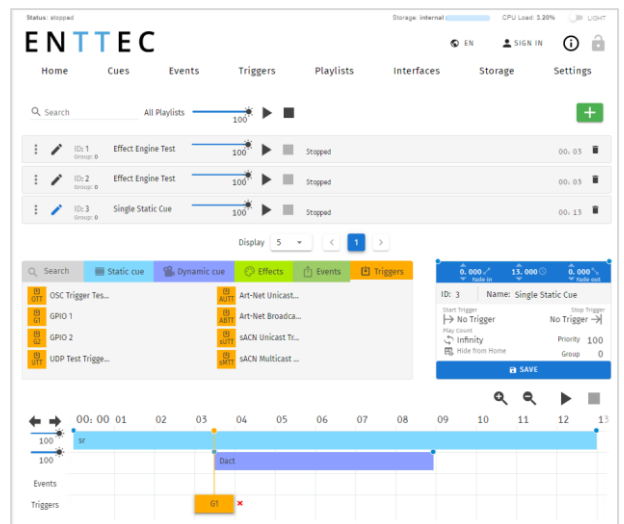 Status: stopped Storage: internal CPU Load: 3.20% LIGHT
ENTTEC
EN SIGN IN
Home Cues Events Triggers Playlists Interfaces Storage Settings
Search All Playlists 100
ID: 1 Group: 0 Effect Engine Test 100 Stopped 00:03
ID: 2 Group: 0 Effect Engine Test 100 Stopped 00:03
ID: 3 Group: 0 Single Static Cue 100 Stopped 00:13
Display 5 < 1 >
Search Static cue Dynamic cue Effects Events Triggers
OTT OSC Trigger Tes... AUTT Art-Net Unicast...
G1 GPIO 1 ABTT Art-Net Broadca...
G2 GPIO 2 sUTT sACN Unicast Tr...
UTT UDP Test Trigge... sMTT sACN Multicast ...
0.000 Fade in 13.000 0.000 Fade out
ID: 3 Name: Single Static Cue
Start Trigger Stop Trigger
No Trigger No Trigger
Play Count
Infinity Priority 100
Hide from Home Group 0
SAVE
00:00 01 02 03 04 05 06 07 08 09 10 11 12 13
100 sr
100 Dact
Events
Triggers G1